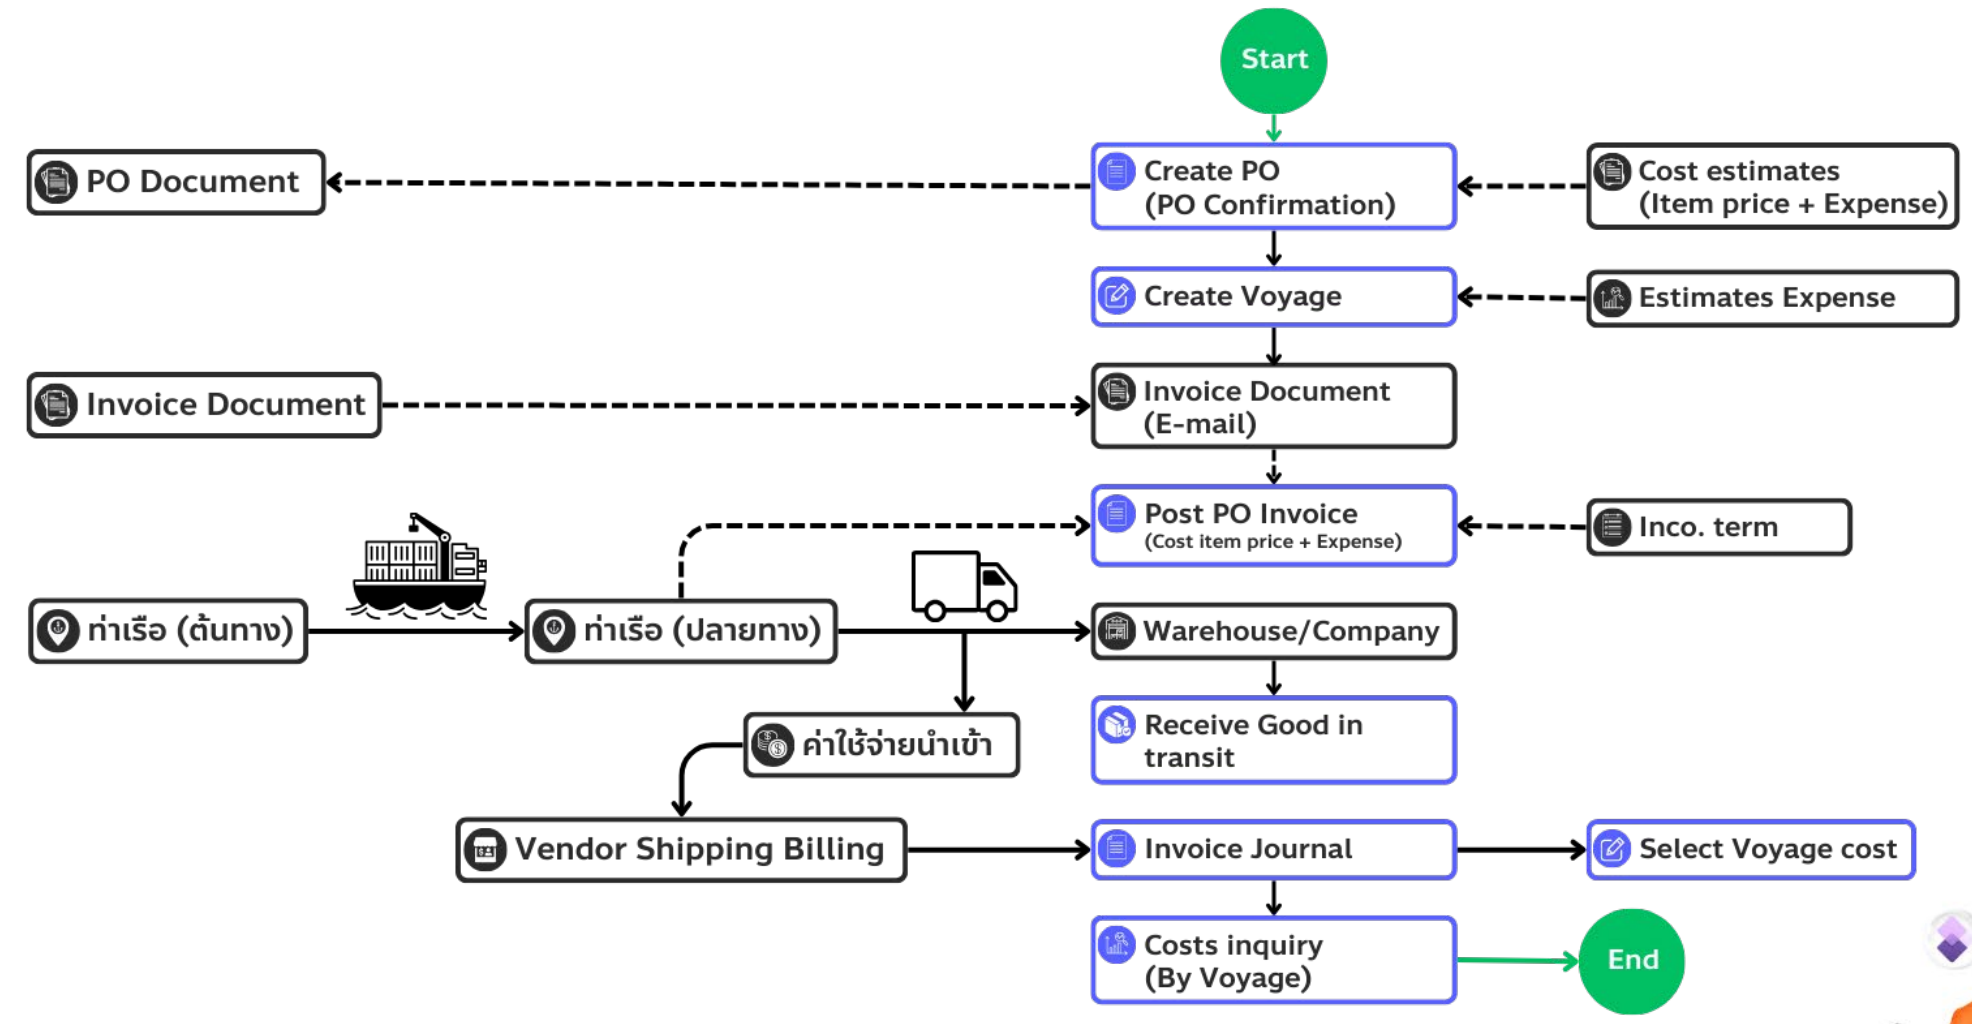 Start
PO Document
Create PO
(PO Confirmation)
Cost estimates
(Item price + Expense)
Create Voyage
Estimates Expense
Invoice Document
Invoice Document
(E-mail)
Post PO Invoice
(Cost item price + Expense)
Inco. term
ท่าเรือ (ต้นทาง)
ท่าเรือ (ปลายทาง)
Warehouse/Company
Receive Good in
transit
ค่าใช้จ่ายนำเข้า
Vendor Shipping Billing
Invoice Journal
Select Voyage cost
Costs inquiry
(By Voyage)
End